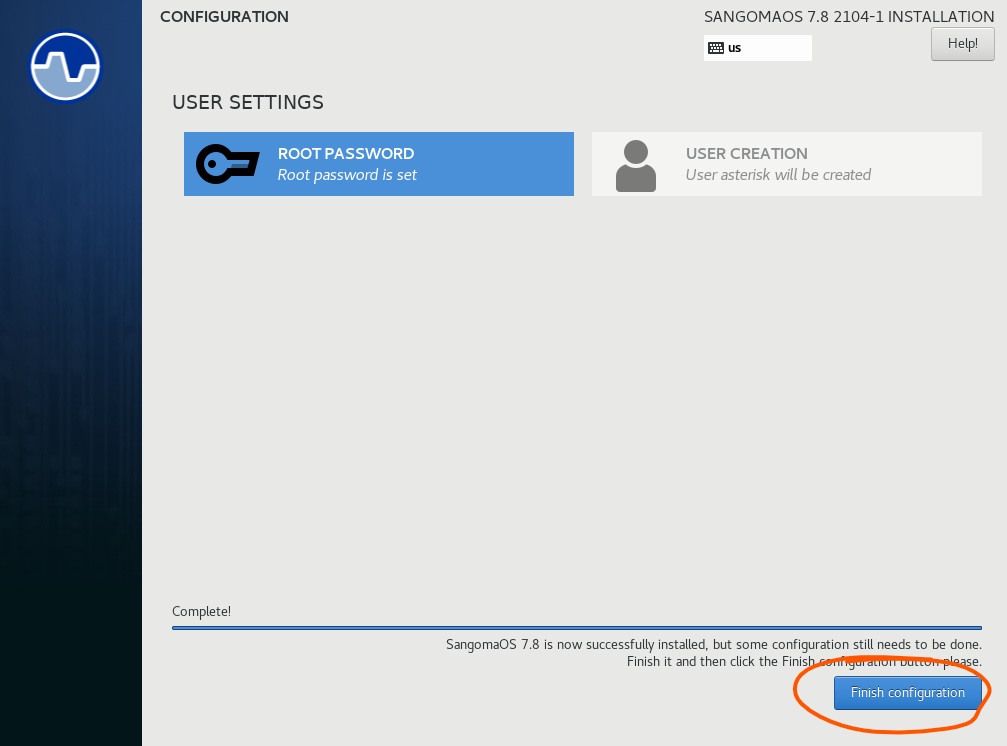 CONFIGURATION
SANGOMAOS 7.8 2104-1 INSTALLATION
us
Help!
USER SETTINGS
ROOT PASSWORD
Root password is set
USER CREATION
User asterisk will be created
Complete!
SangomaOS 7.8 is now successfully installed, but some configuration still needs to be done.
Finish it and then click the Finish configuration button please.
Finish configuration